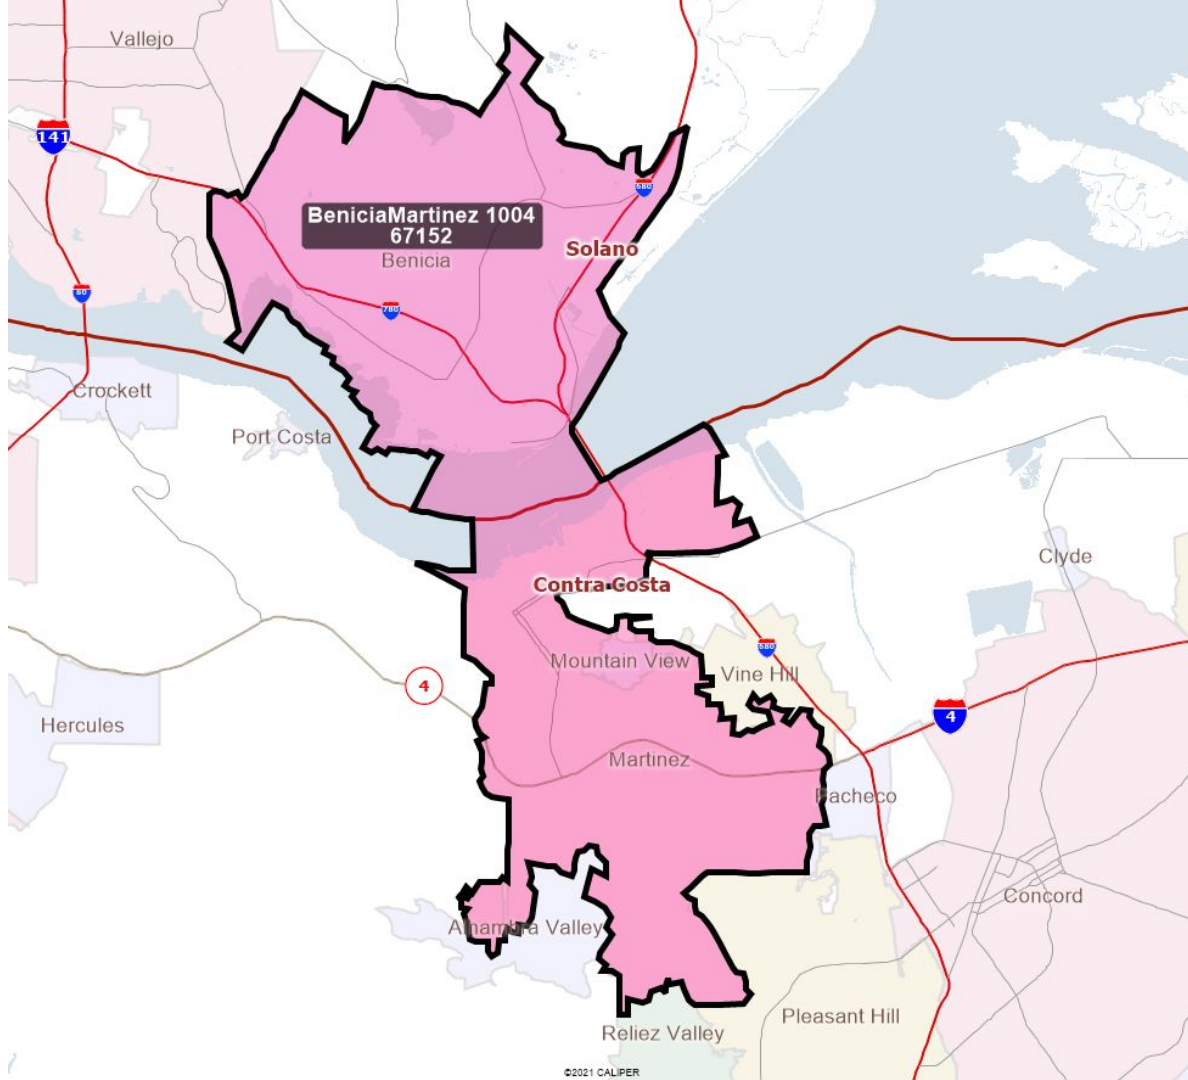 Vallejo
141
680
BeniciaMartinez 1004
67152
Solano
Benicia
80
780
Crockett
Port Costa
Clyde
Contra Costa
Mountain View
680
Vine Hill
4
4
Hercules
Martinez
Pacheco
Concord
Alhambra Valley
Pleasant Hill
Reliez Valley
©2021 CALIPER